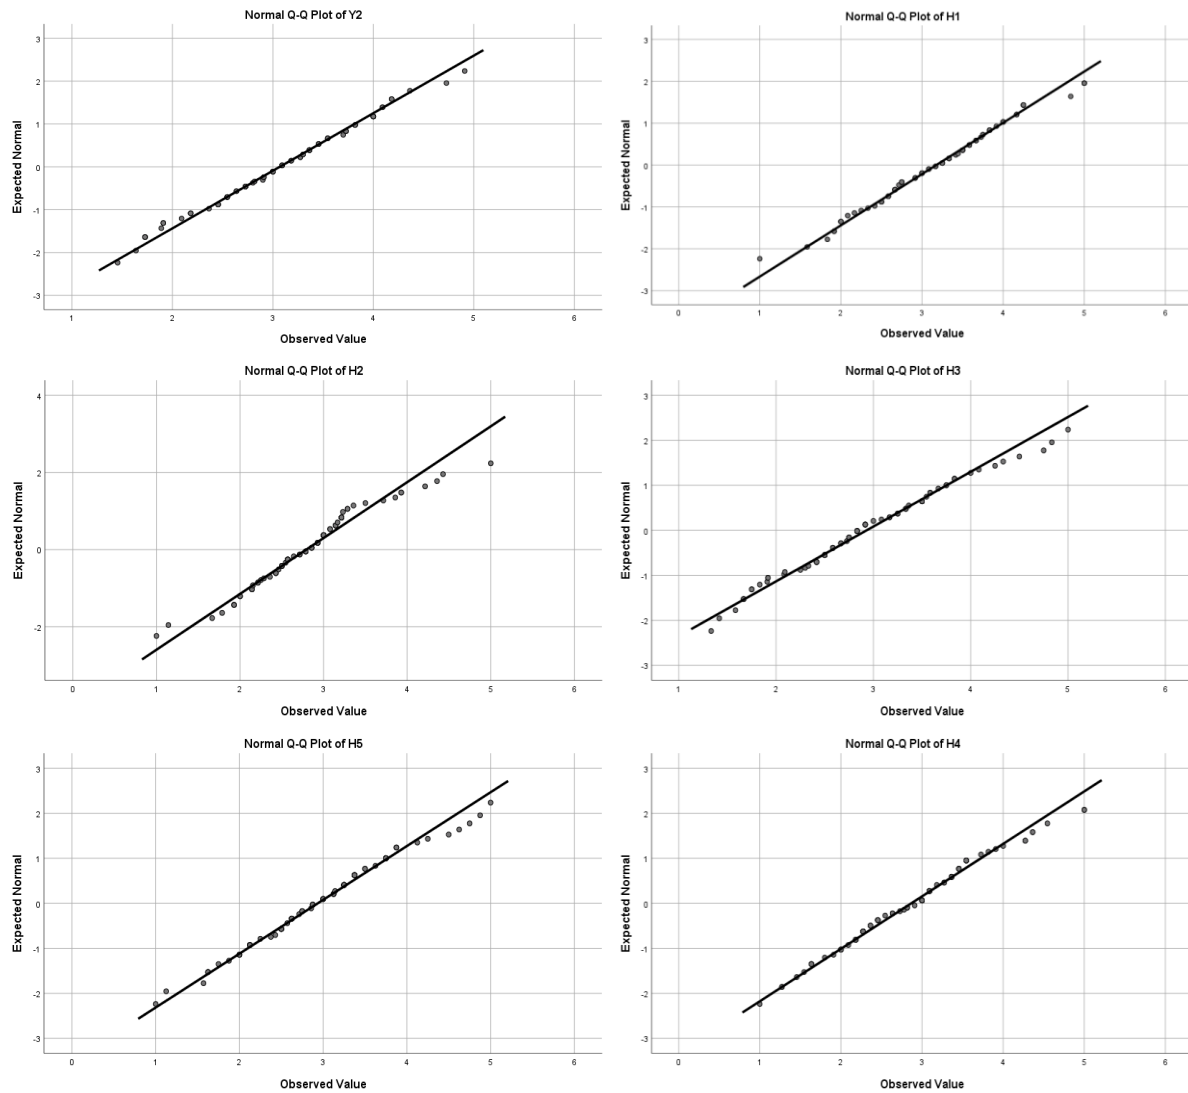 Normal Q-Q Plot of Y2
Expected Normal
3
2
1
0
-1
-2
-3
1 2 3 4 5 6
Observed Value
Normal Q-Q Plot of H1
Expected Normal
3
2
1
0
-1
-2
-3
0 1 2 3 4 5 6
Observed Value
Normal Q-Q Plot of H2
Expected Normal
4
2
0
-2
0 1 2 3 4 5 6
Observed Value
Normal Q-Q Plot of H3
Expected Normal
3
2
1
0
-1
-2
-3
1 2 3 4 5 6
Observed Value
Normal Q-Q Plot of H5
Expected Normal
3
2
1
0
-1
-2
-3
0 1 2 3 4 5 6
Observed Value
Normal Q-Q Plot of H4
Expected Normal
3
2
1
0
-1
-2
-3
0 1 2 3 4 5 6
Observed Value